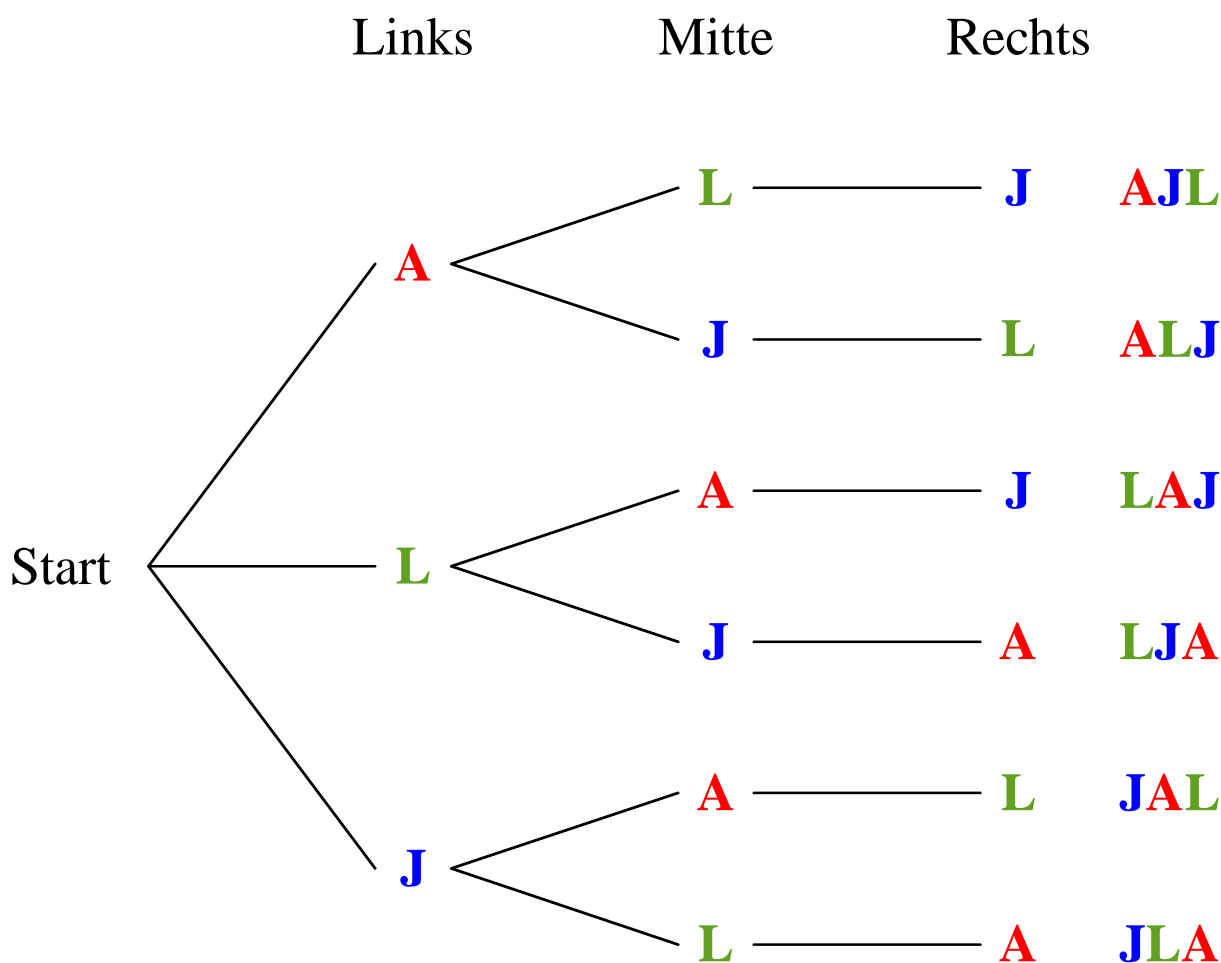 Links Mitte Rechts
L J AJL
A
J L ALJ
A J LAJ
Start L
J A LJA
A L JAL
J
L A JLA